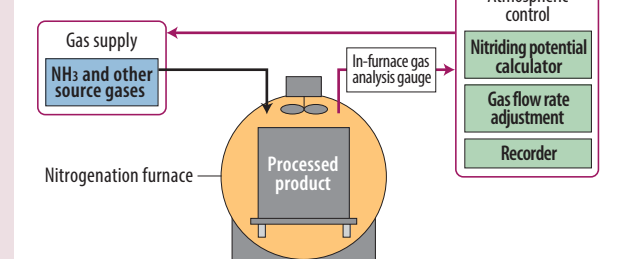 Atmospheric
control
Gas supply
NH3 and other
source gases
In-furnace gas
analysis gauge
Nitriding potential
calculator
Gas flow rate
adjustment
Recorder
Nitrogenation furnace
Processed
product